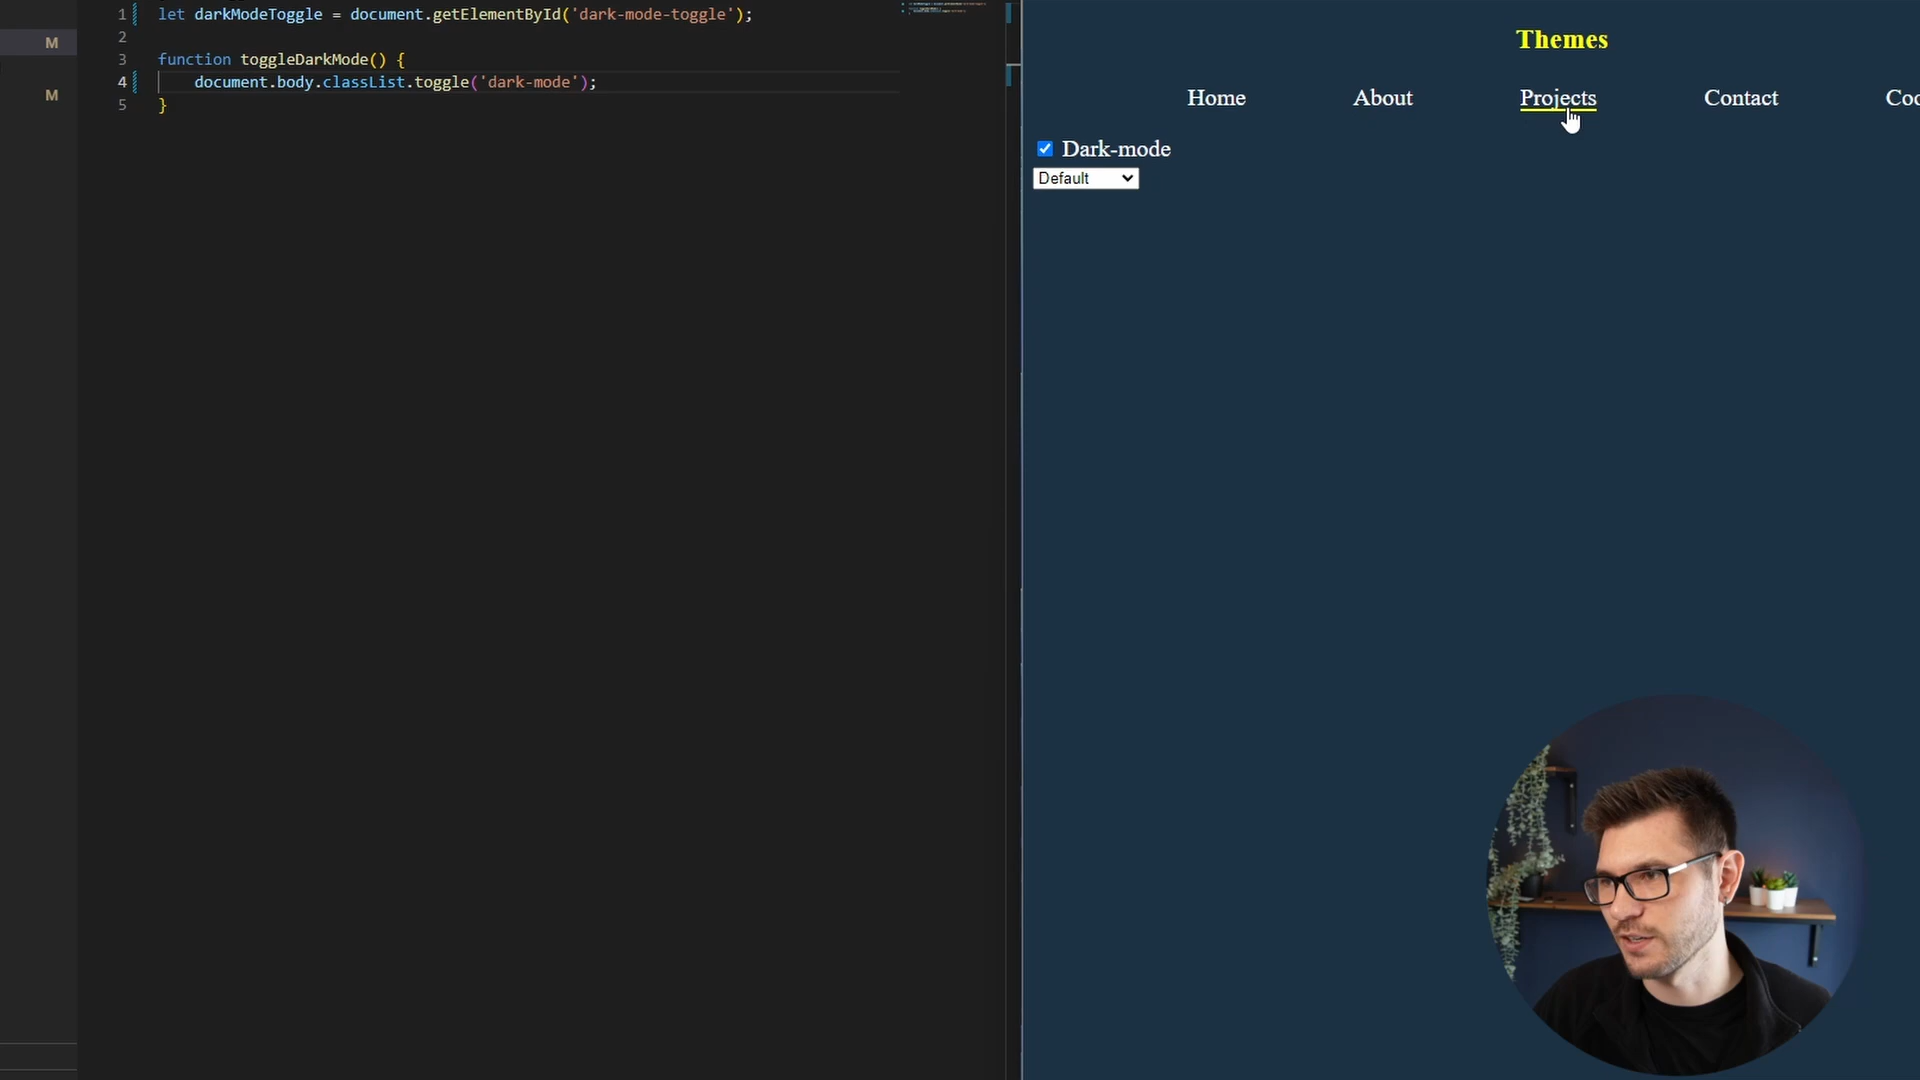 M
M
1 let darkModeToggle = document.getElementById('dark-mode-toggle');
2
3 function toggleDarkMode() {
4 document.body.classList.toggle('dark-mode');
5 }
Themes
Home About Projects Contact
Dark-mode
Default